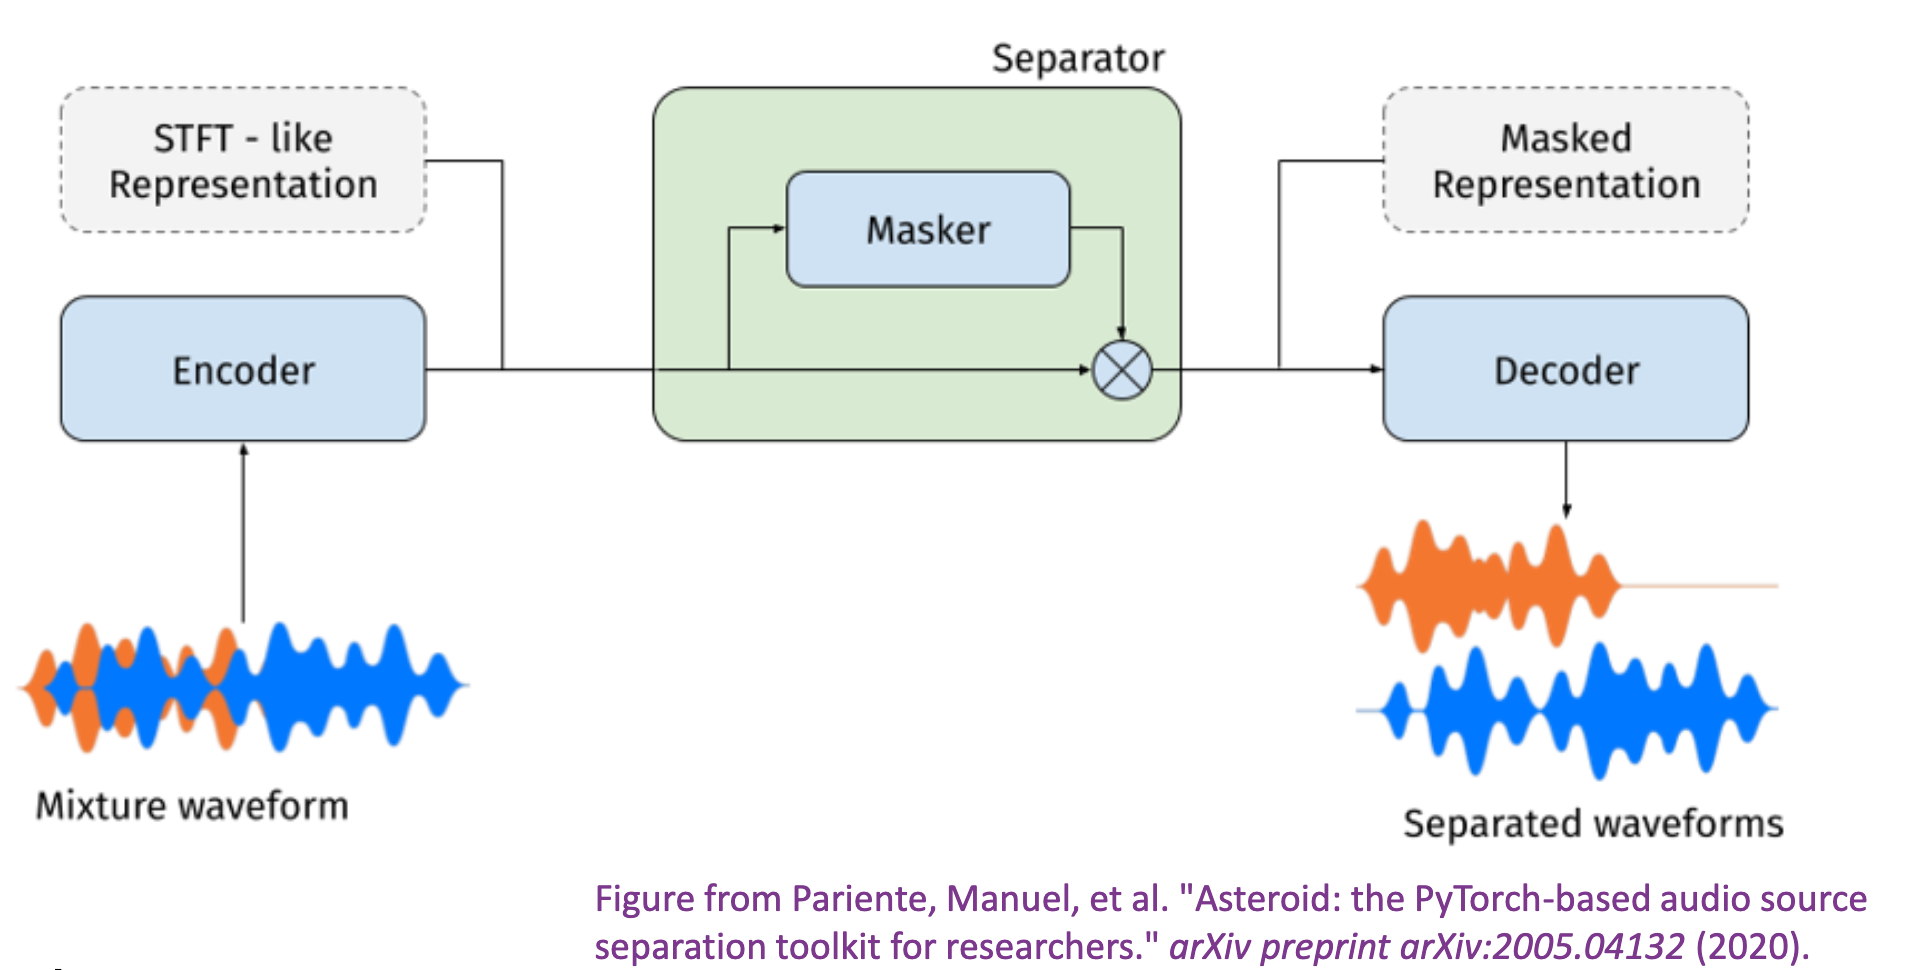 Separator
STFT - like
Representation
Masker
Masked
Representation
Encoder
Decoder
Mixture waveform
Separated waveforms
Figure from Pariente, Manuel, et al. "Asteroid: the PyTorch-based audio source
separation toolkit for researchers." arXiv preprint arXiv:2005.04132 (2020).